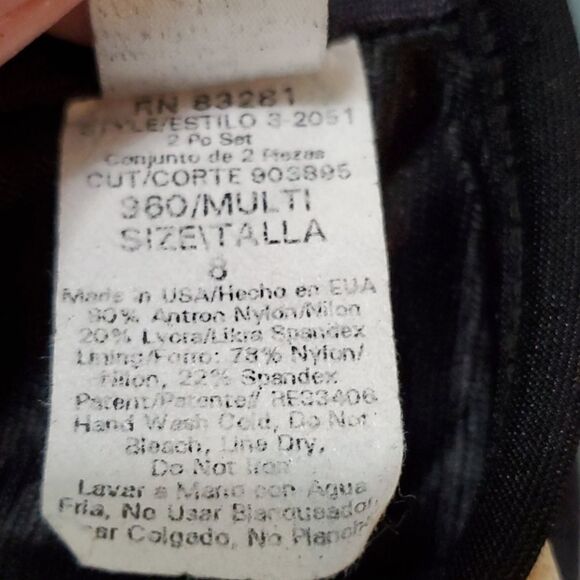 RN 83281
STYLE/ESTILO 3-2051
2 Pc Set
Conjunto de 2 Piezas
CUT/CORTE 903895
960/MULTI
SIZE\TALLA
8
Made in USA/Hecho en EUA
80% Antron Nylon/Nilon
20% Lycra/Likra Spandex
Lining/Forro: 78% Nylon/
Nilon, 22% Spandex
Patent/Patente# RE33406
Hand Wash Cold, Do Not
Bleach, Line Dry,
Do Not Iron
Lavar a Mano con Agua
Fria, No Usar Blanqueador
Colgado, No Planch